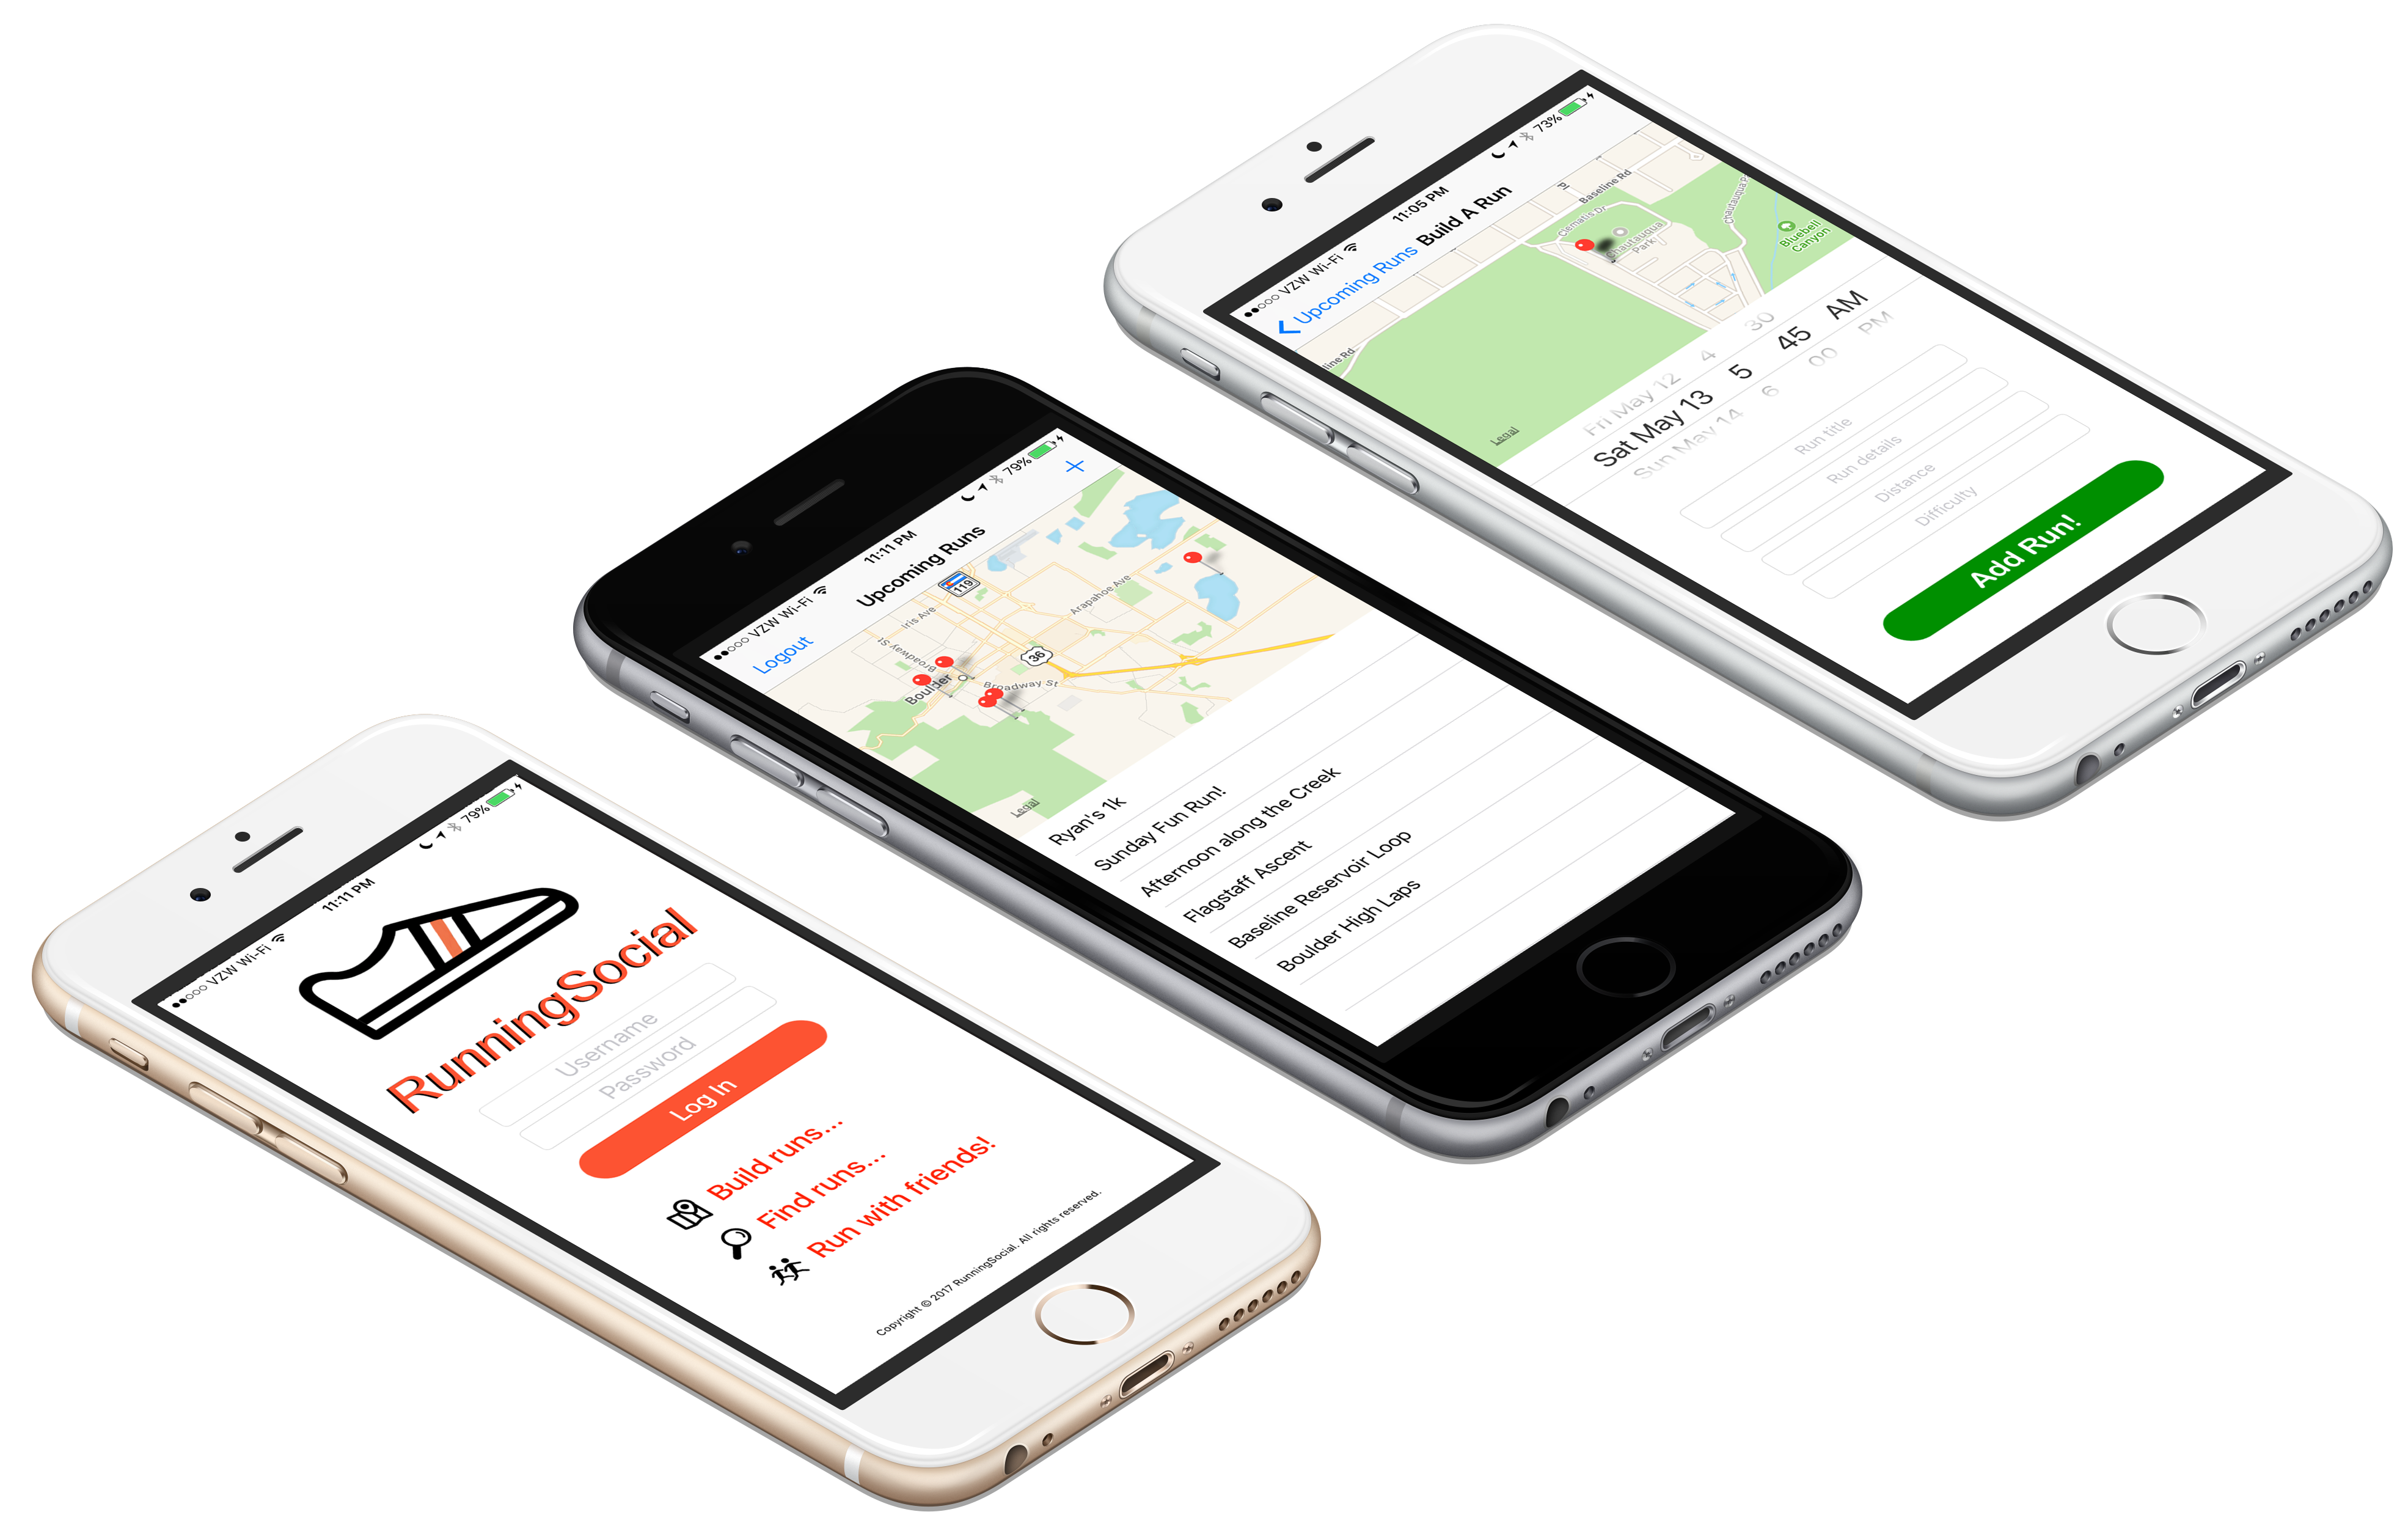 VZW Wi-Fi 11:11 PM 79%
RunningSocial
Username
Password
Log In
Build runs...
Find runs...
Run with friends!
Copyright © 2017 RunningSocial. All rights reserved.
VZW Wi-Fi 11:11 PM 79%
Logout Upcoming Runs +
119
Iris Ave
Arapahoe Ave
Broadway St
36
Boulder
Broadway St
Legal
Ryan's 1k
Sunday Fun Run!
Afternoon along the Creek
Flagstaff Ascent
Baseline Reservoir Loop
Boulder High Laps
VZW Wi-Fi 11:05 PM 73%
Upcoming Runs Build A Run
Baseline Rd
Clematis Dr
Chautauqua Park
Bluebell Canyon
line Rd
Legal
Fri May 12 4 30
Sat May 13 5 45 AM
Sun May 14 6 00 PM
Run title
Run details
Distance
Difficulty
Add Run!